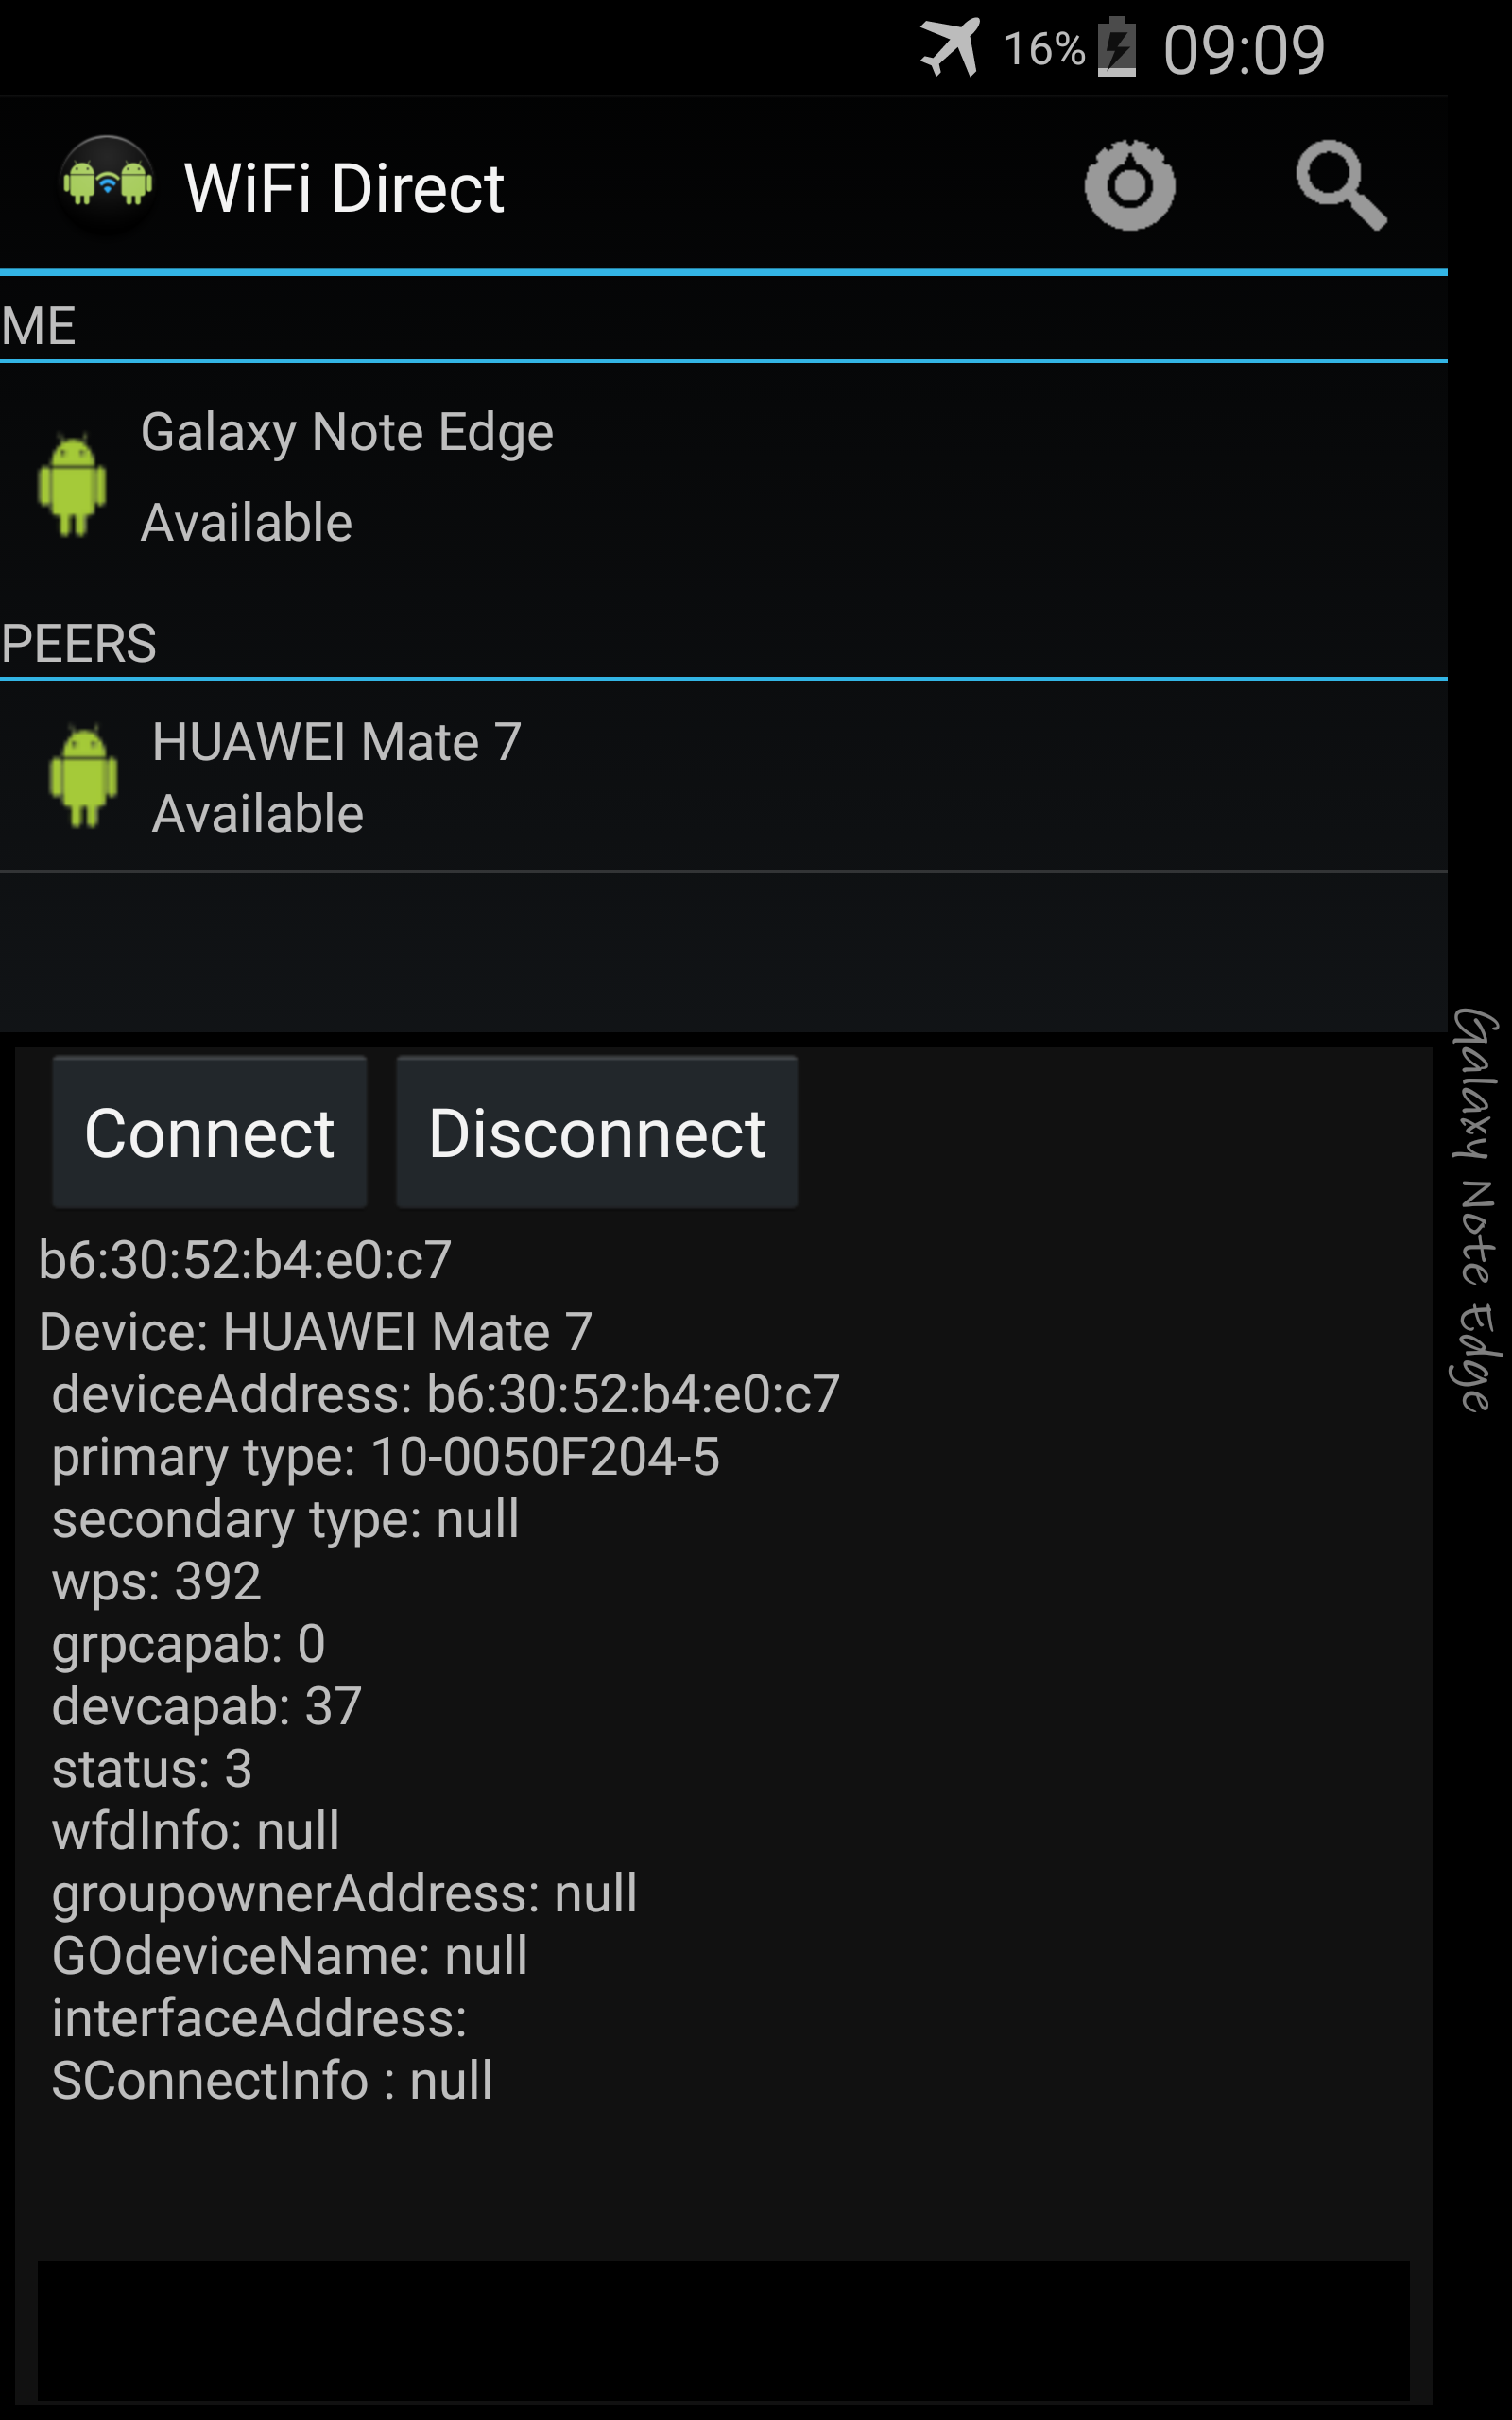 16% 09:09
WiFi Direct
ME
Galaxy Note Edge
Available
PEERS
HUAWEI Mate 7
Available
Connect Disconnect
b6:30:52:b4:e0:c7
Device: HUAWEI Mate 7
deviceAddress: b6:30:52:b4:e0:c7
primary type: 10-0050F204-5
secondary type: null
wps: 392
grpcapab: 0
devcapab: 37
status: 3
wfdInfo: null
groupownerAddress: null
GOdeviceName: null
interfaceAddress:
SConnectInfo : null
Galaxy Note Edge